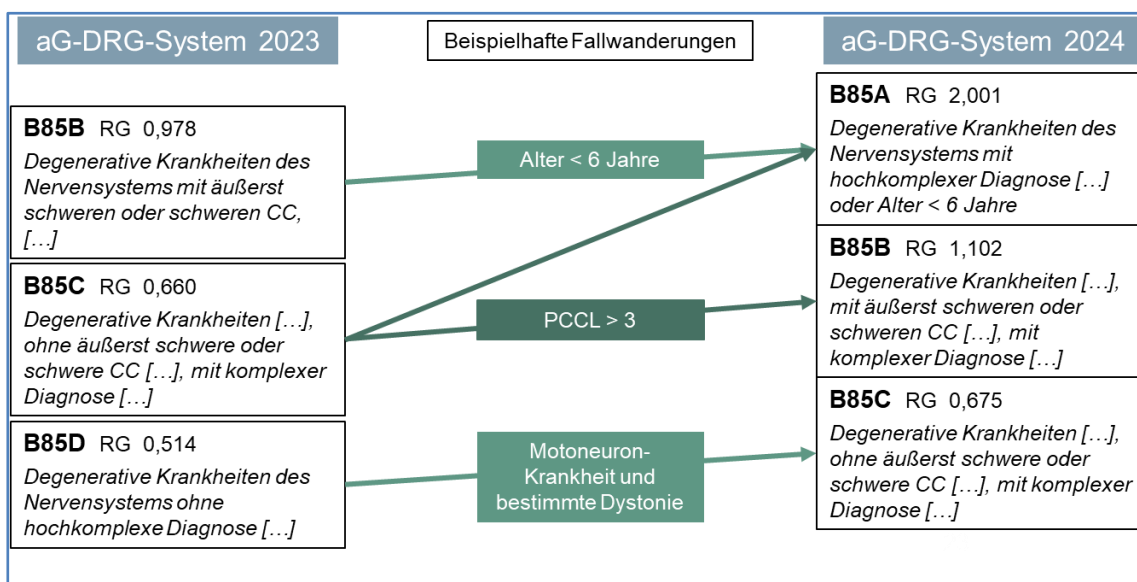 aG-DRG-System 2023
Beispielhafte Fallwanderungen
aG-DRG-System 2024
B85B RG 0,978
Degenerative Krankheiten des
Nervensystems mit äußerst
schweren oder schweren CC,
[…]
B85C RG 0,660
Degenerative Krankheiten […],
ohne äußerst schwere oder
schwere CC […], mit komplexer
Diagnose […]
B85D RG 0,514
Degenerative Krankheiten des
Nervensystems ohne
hochkomplexe Diagnose […]
Alter < 6 Jahre
PCCL > 3
Motoneuron-
Krankheit und
bestimmte Dystonie
B85A RG 2,001
Degenerative Krankheiten des
Nervensystems mit
hochkomplexer Diagnose […]
oder Alter < 6 Jahre
B85B RG 1,102
Degenerative Krankheiten […],
mit äußerst schweren oder
schweren CC […], mit
komplexer Diagnose […]
B85C RG 0,675
Degenerative Krankheiten […],
ohne äußerst schwere oder
schwere CC […], mit komplexer
Diagnose […]